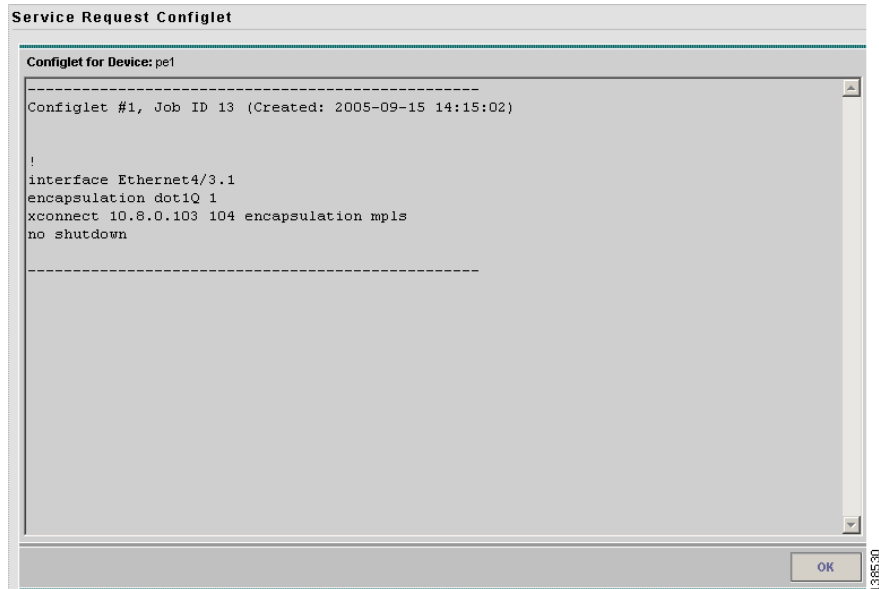 Service Request Configlet
Configlet for Device: pe1
--------------------------------------------------
Configlet #1, Job ID 13 (Created: 2005-09-15 14:15:02)
!
interface Ethernet4/3.1
encapsulation dot1Q 1
xconnect 10.8.0.103 104 encapsulation mpls
no shutdown
--------------------------------------------------
OK
138530